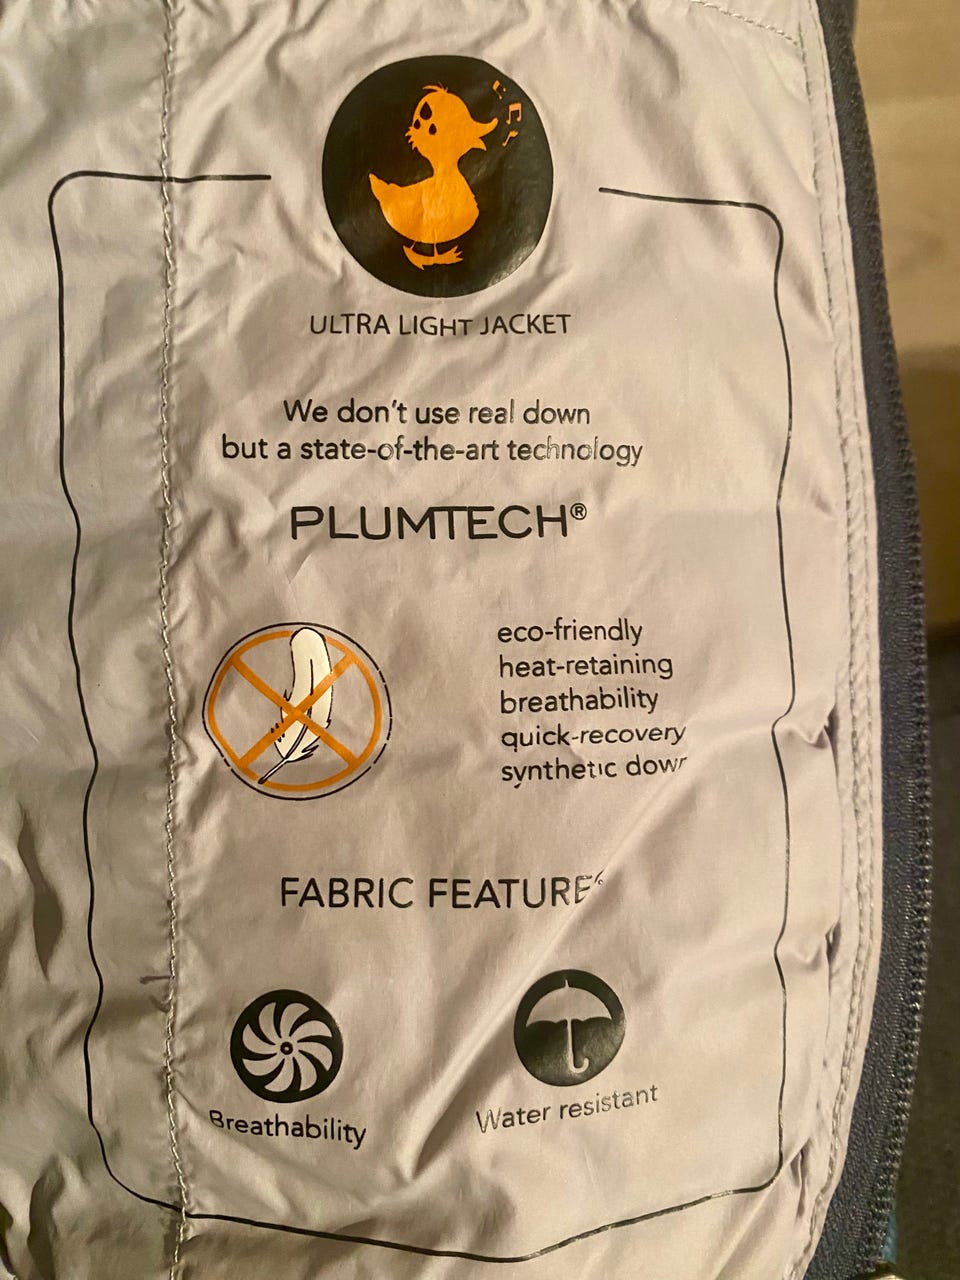 ULTRA LIGHT JACKET
We don't use real down
but a state-of-the-art technology
PLUMTECH®
eco-friendly
heat-retaining
breathability
quick-recovery
synthetic down
FABRIC FEATURES
Breathability
Water resistant